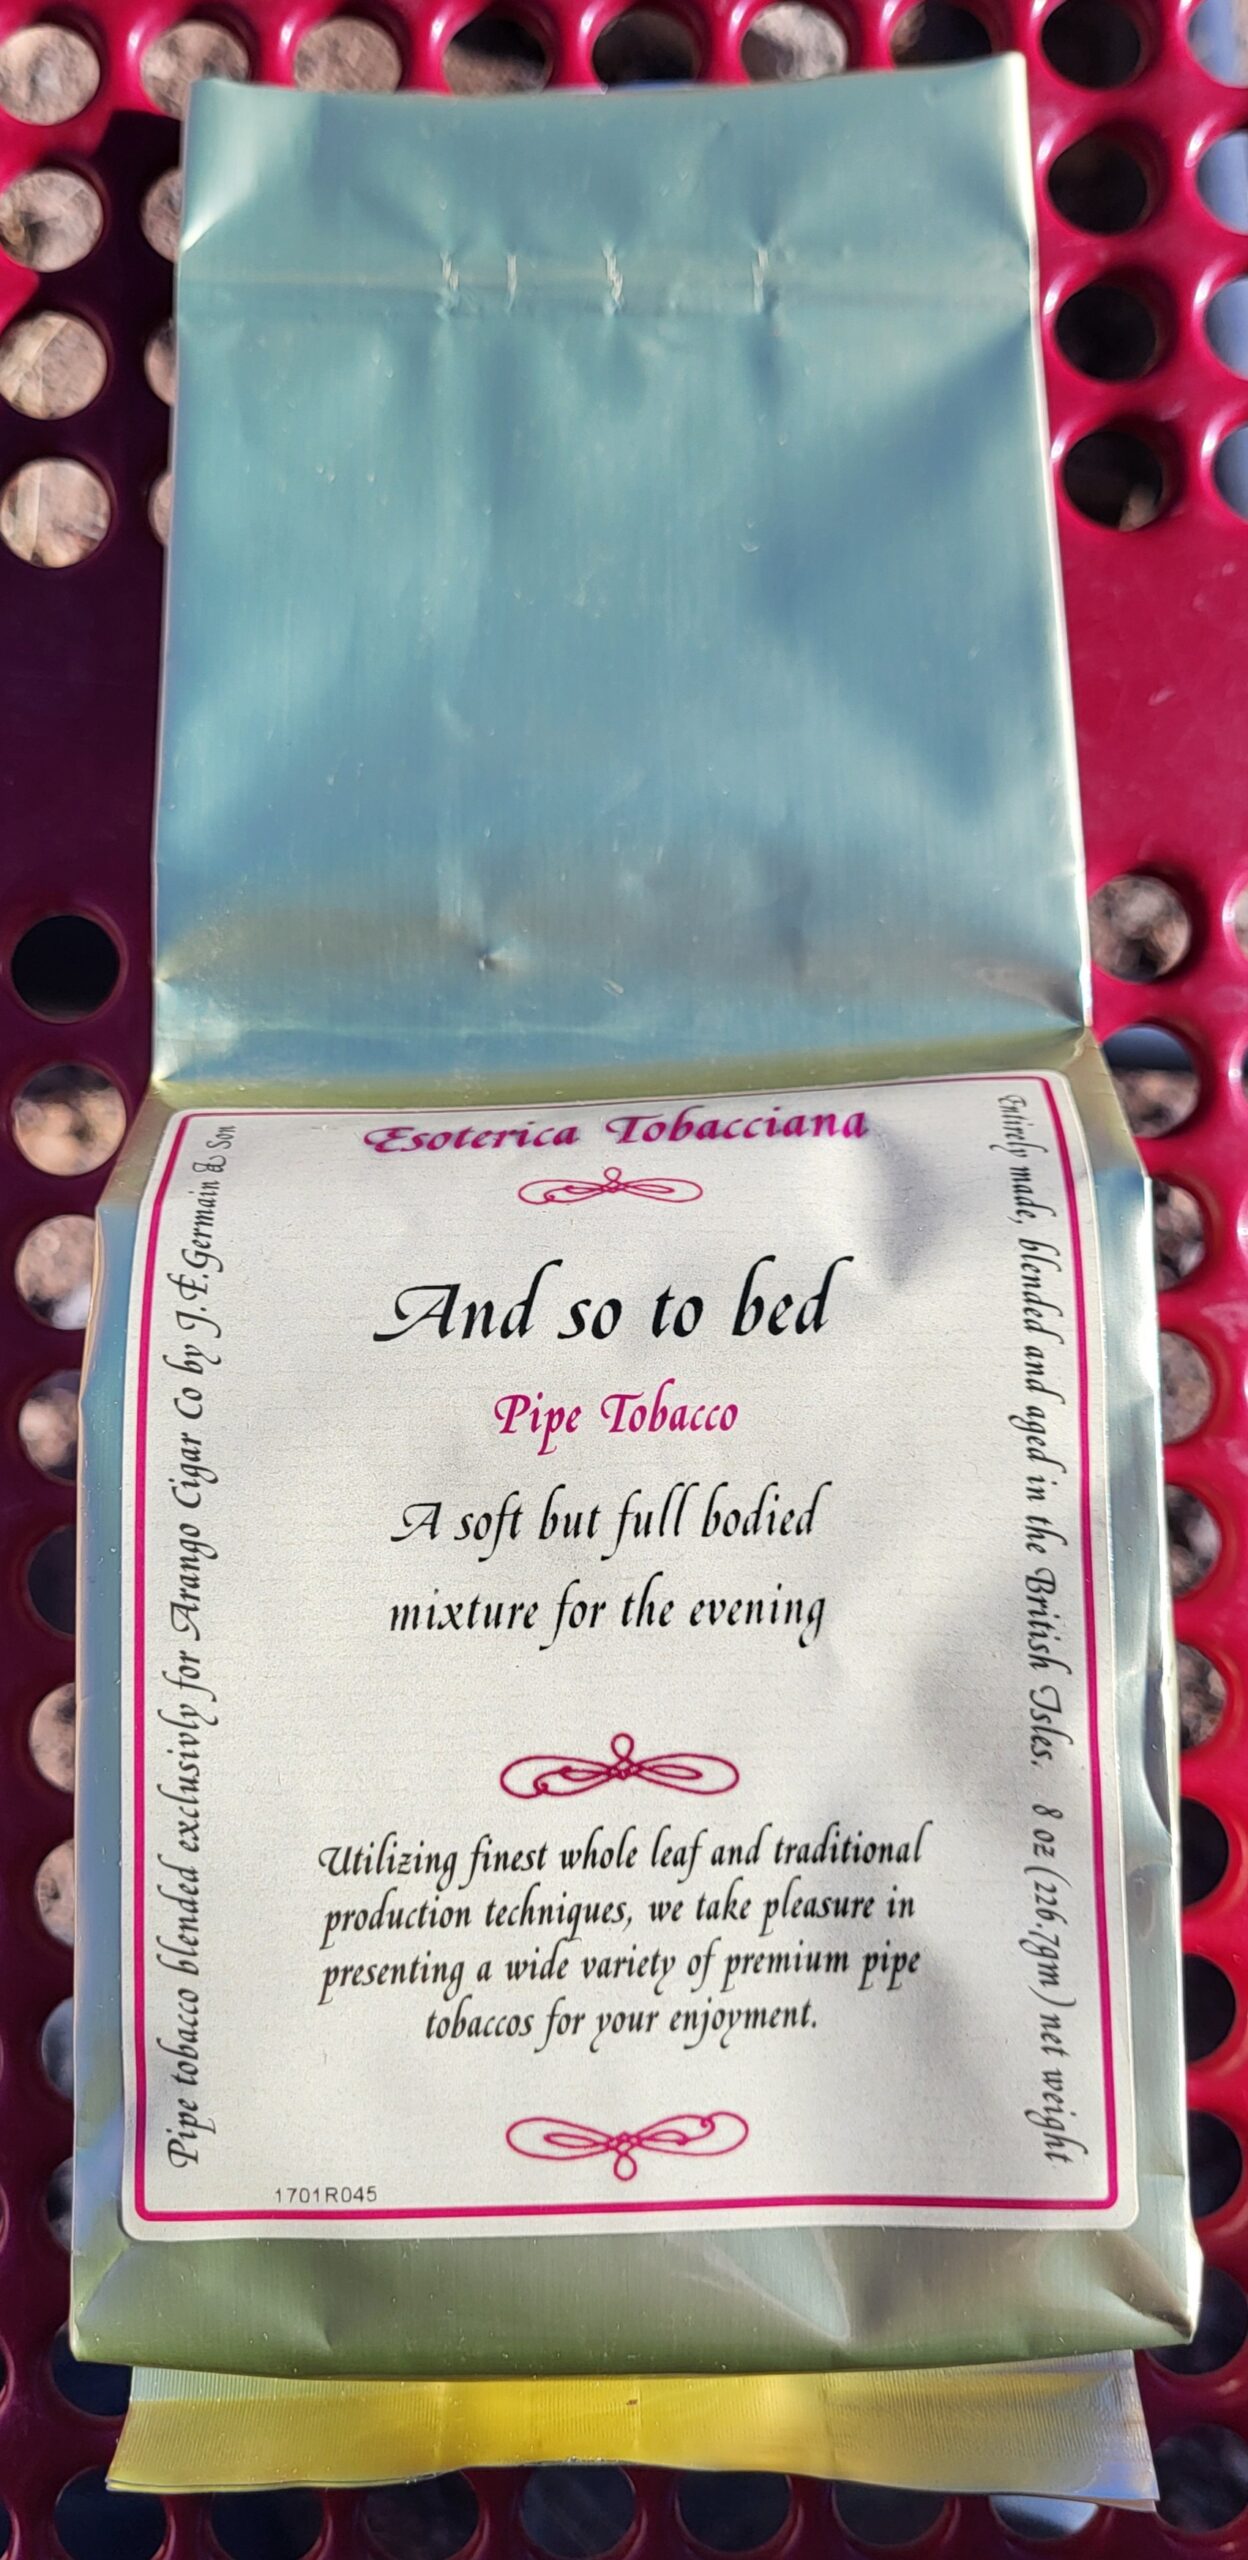 Esoterica Tobacciana
And so to bed
Pipe Tobacco
A soft but full bodied
mixture for the evening
Utilizing finest whole leaf and traditional
production techniques, we take pleasure in
presenting a wide variety of premium pipe
tobaccos for your enjoyment.
1701R045
Pipe tobacco blended exclusivly for Arango Cigar Co by J.F.Germain & Son
Entirely made, blended and aged in the British Isles. 8 oz (226.7gm) net weight